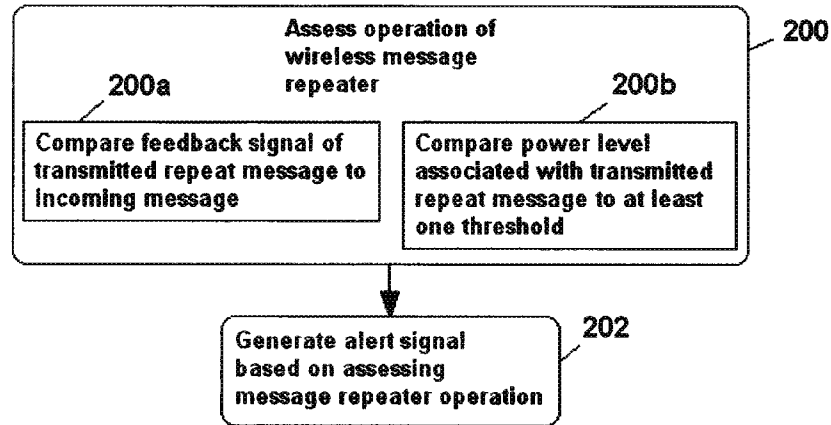 Assess operation of
wireless message
repeater
200
200a
Compare feedback signal of
transmitted repeat message to
incoming message
200b
Compare power level
associated with transmitted
repeat message to at least
one threshold
Generate alert signal
based on assessing
message repeater operation
202